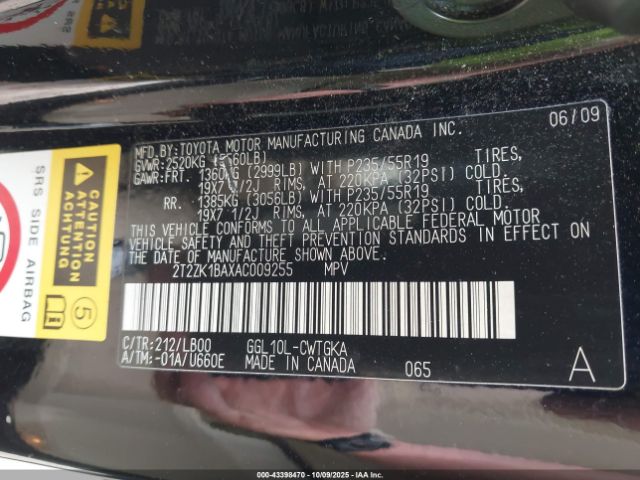 MFD.BY:TOYOTA MOTOR MANUFACTURING CANADA INC. 06/09
GVWR:2520KG (5560LB)
GAWR:FRT. 1360KG (2999LB) WITH P235/55R19 TIRES,
19X7 1/2J RIMS, AT 220KPA (32PSI) COLD.
RR. 1385KG (3056LB) WITH P235/55R19 TIRES,
19X7 1/2J RIMS, AT 220KPA (32PSI) COLD.
THIS VEHICLE CONFORMS TO ALL APPLICABLE FEDERAL MOTOR
VEHICLE SAFETY AND THEFT PREVENTION STANDARDS IN EFFECT ON
THE DATE OF MANUFACTURE SHOWN ABOVE.
2T2ZK1BAXAC009255 MPV
C/TR:212/LB00 GGL10L-CWTGKA
A/TM:-01A/U660E MADE IN CANADA 065 A
SRS SIDE AIRBAG
CAUTION
ATTENTION
5
000-43398470 - 10/09/2025 - IAA, Inc.